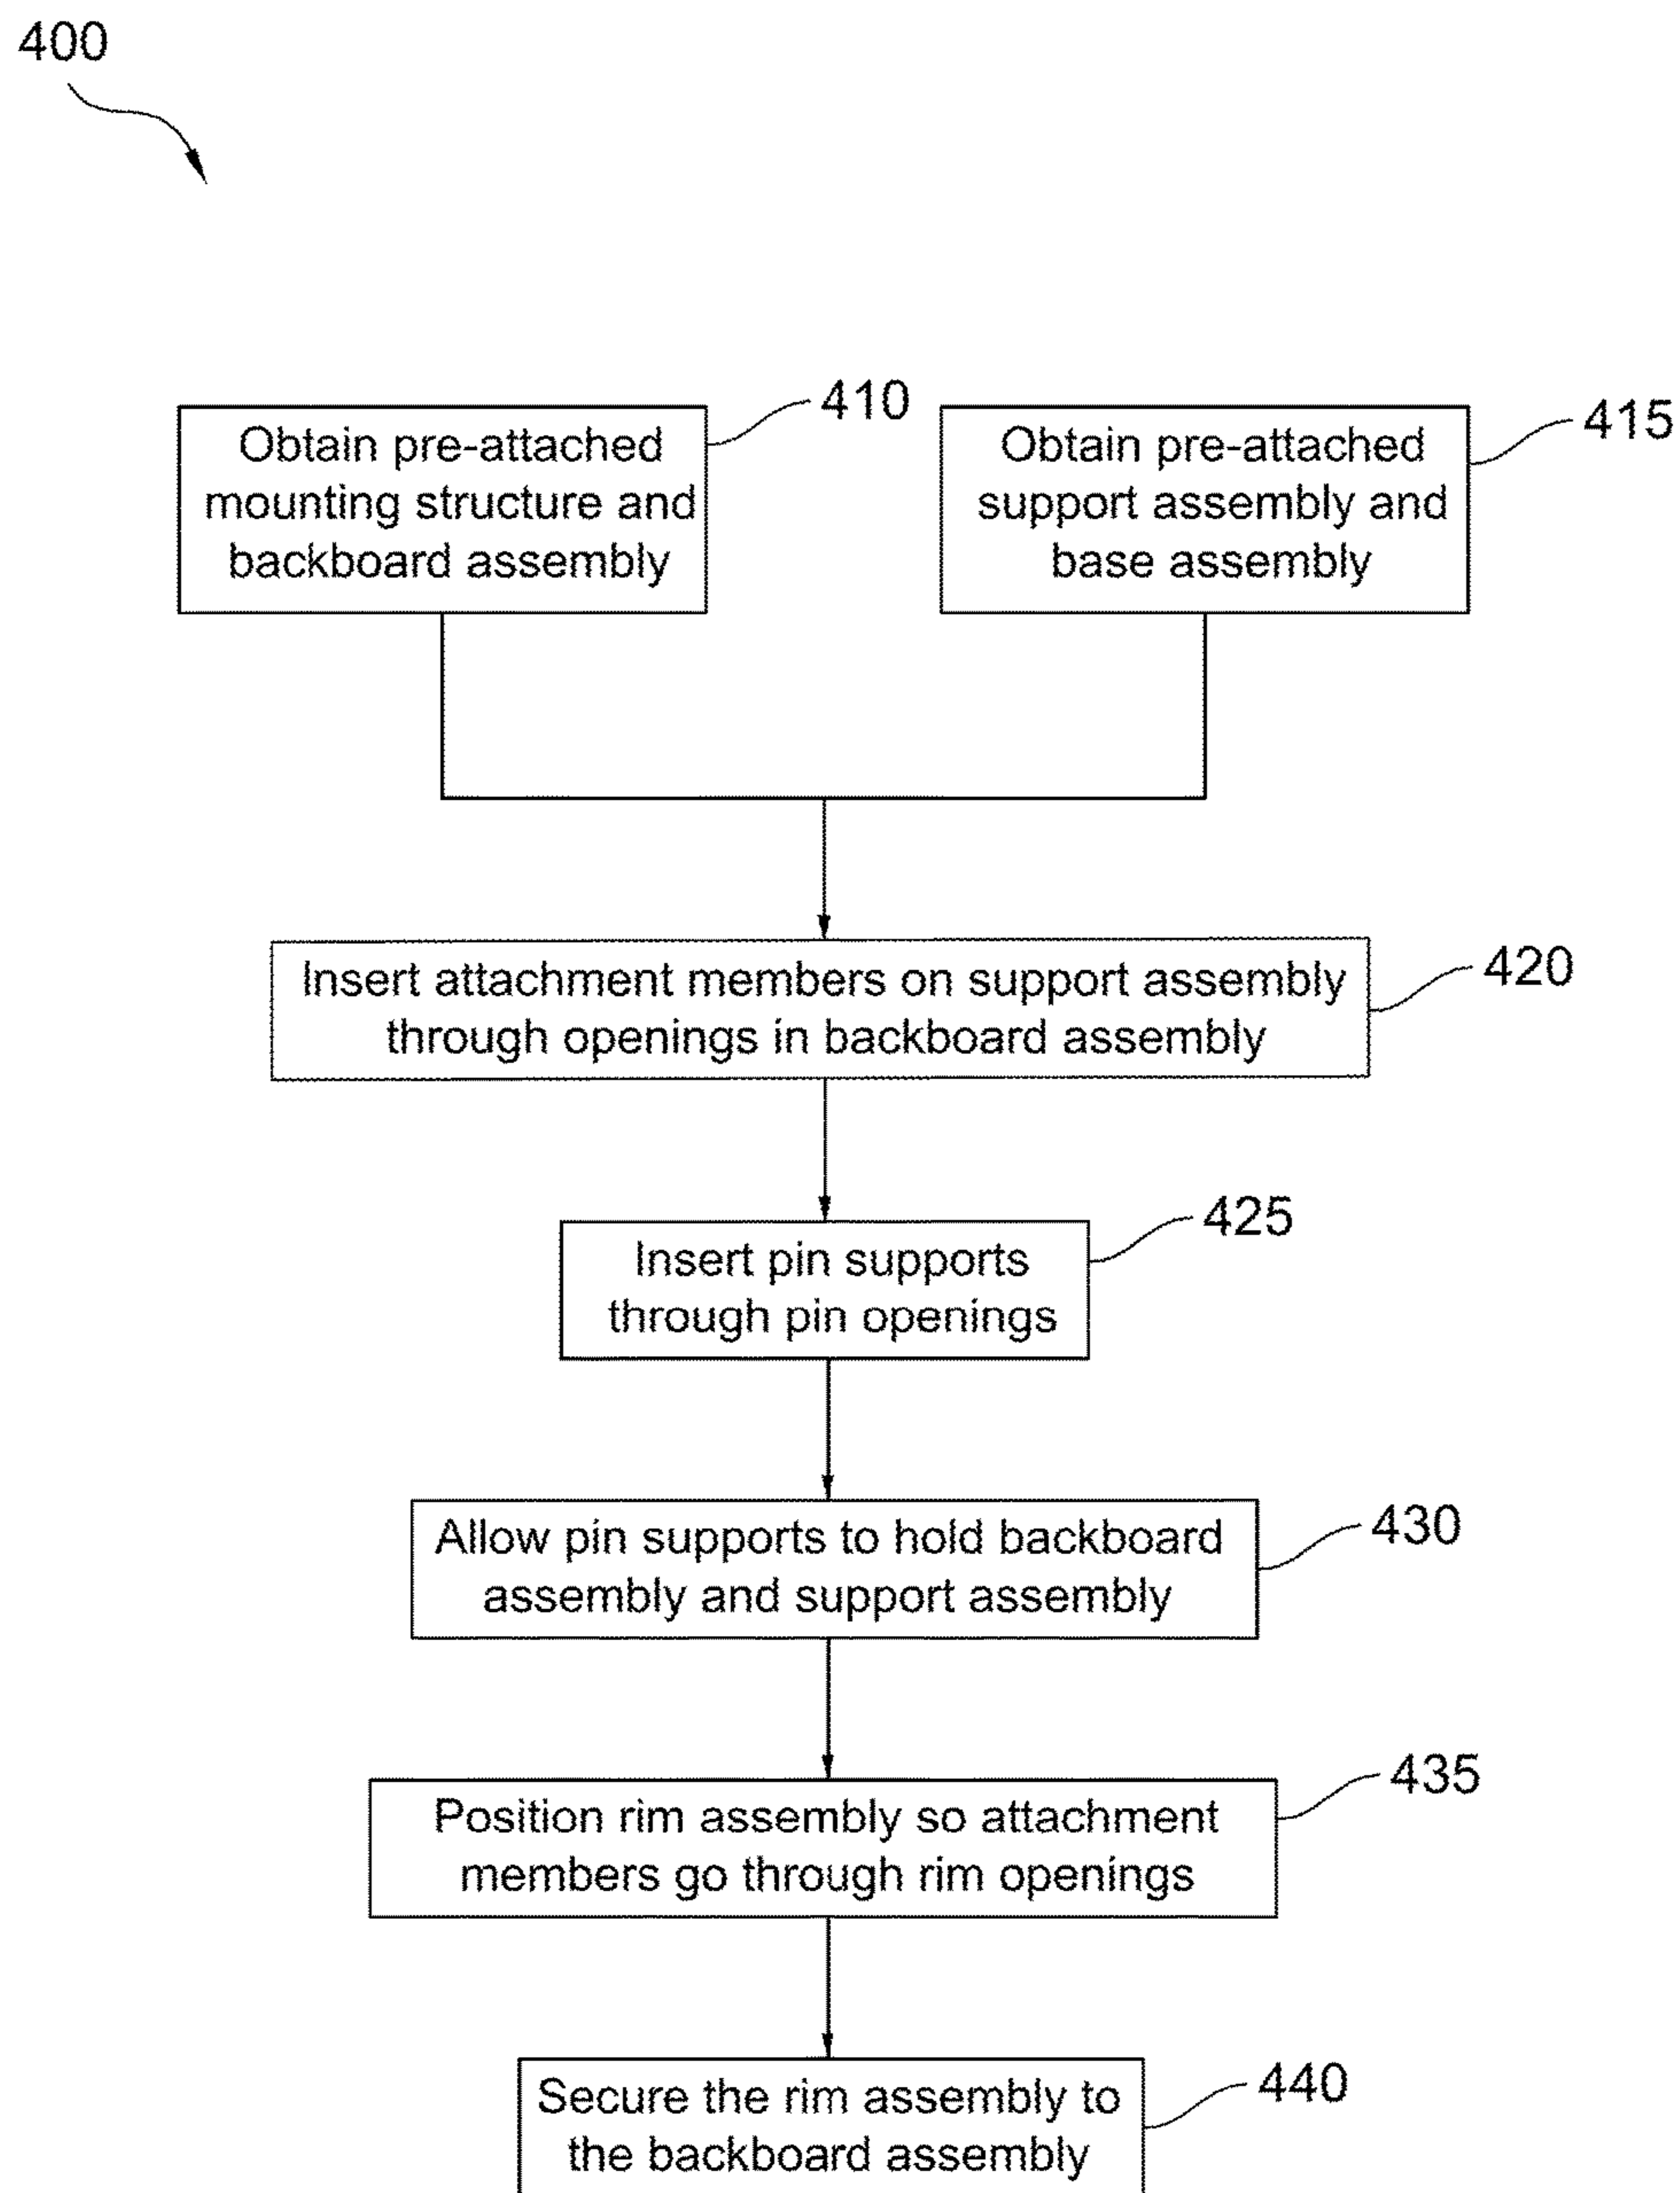 400
410
Obtain pre-attached
mounting structure and
backboard assembly
415
Obtain pre-attached
support assembly and
base assembly
420
Insert attachment members on support assembly
through openings in backboard assembly
425
Insert pin supports
through pin openings
430
Allow pin supports to hold backboard
assembly and support assembly
435
Position rim assembly so attachment
members go through rim openings
440
Secure the rim assembly to
the backboard assembly